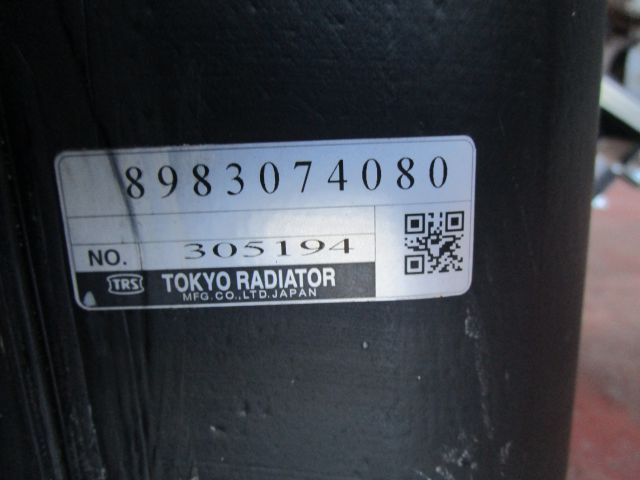 8983074080
NO. 305194
TRS TOKYO RADIATOR
MFG.CO.,LTD.JAPAN